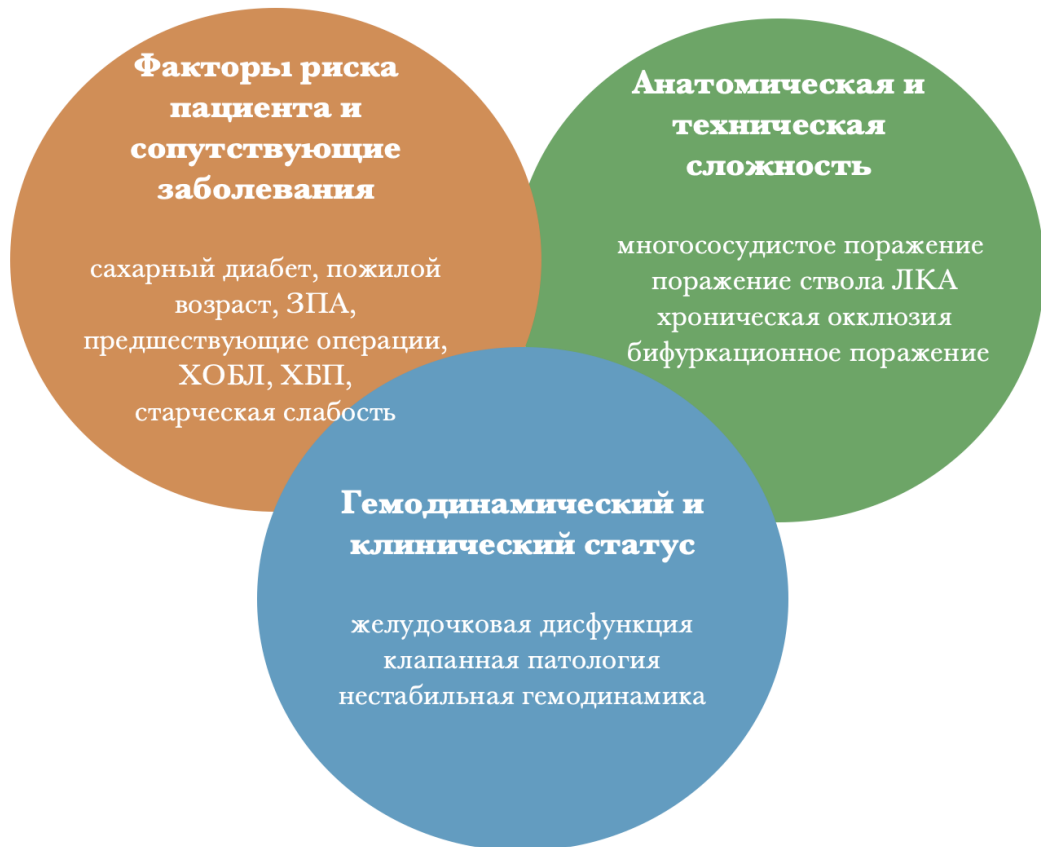 Факторы риска
пациента и
сопутствующие
заболевания
сахарный диабет, пожилой
возраст, ЗПА,
предшествующие операции,
ХОБЛ, ХБП,
старческая слабость
Анатомическая и
техническая
сложность
многососудистое поражение
поражение ствола ЛКА
хроническая окклюзия
бифуркационное поражение
Гемодинамический и
клинический статус
желудочковая дисфункция
клапанная патология
нестабильная гемодинамика